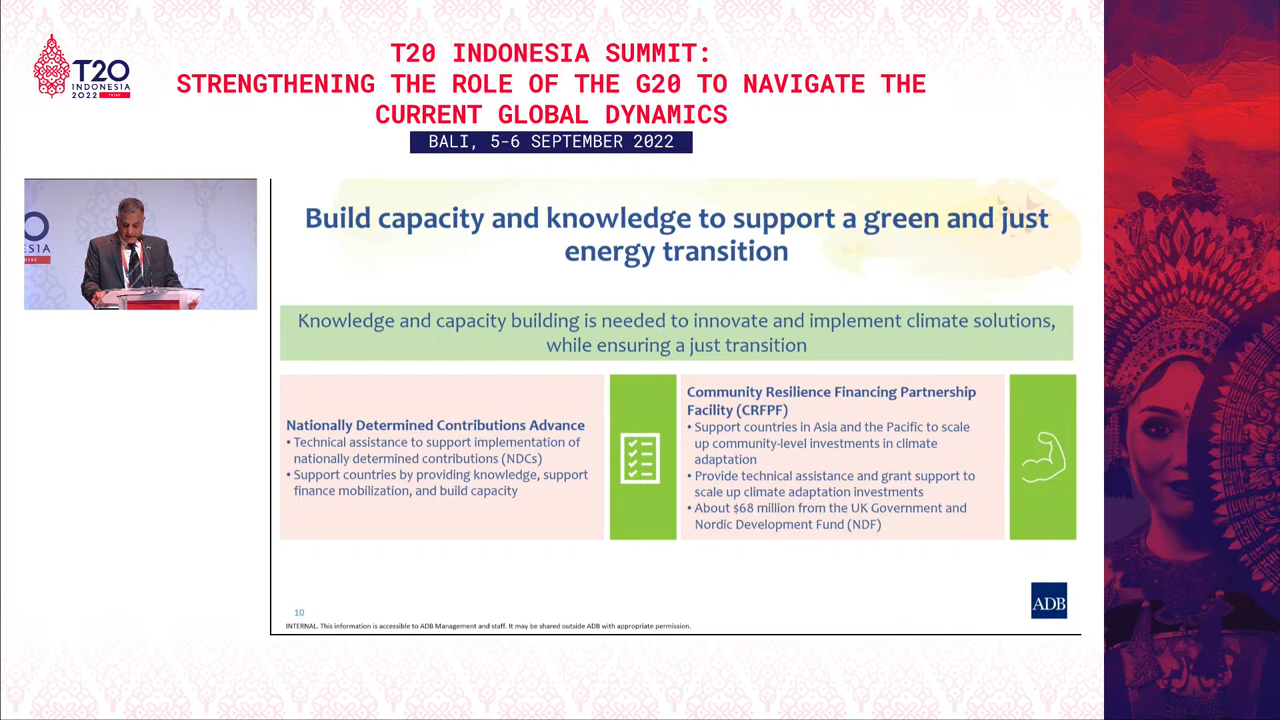 T20
INDONESIA
2022
THINK
T20 INDONESIA SUMMIT:
STRENGTHENING THE ROLE OF THE G20 TO NAVIGATE THE
CURRENT GLOBAL DYNAMICS
BALI, 5-6 SEPTEMBER 2022
Build capacity and knowledge to support a green and just
energy transition
Knowledge and capacity building is needed to innovate and implement climate solutions,
while ensuring a just transition
Nationally Determined Contributions Advance
• Technical assistance to support implementation of
nationally determined contributions (NDCs)
• Support countries by providing knowledge, support
finance mobilization, and build capacity
Community Resilience Financing Partnership
Facility (CRFPF)
• Support countries in Asia and the Pacific to scale
up community-level investments in climate
adaptation
• Provide technical assistance and grant support to
scale up climate adaptation investments
• About $68 million from the UK Government and
Nordic Development Fund (NDF)
ADB
10
INTERNAL. This information is accessible to ADB Management and staff. It may be shared outside ADB with appropriate permission.